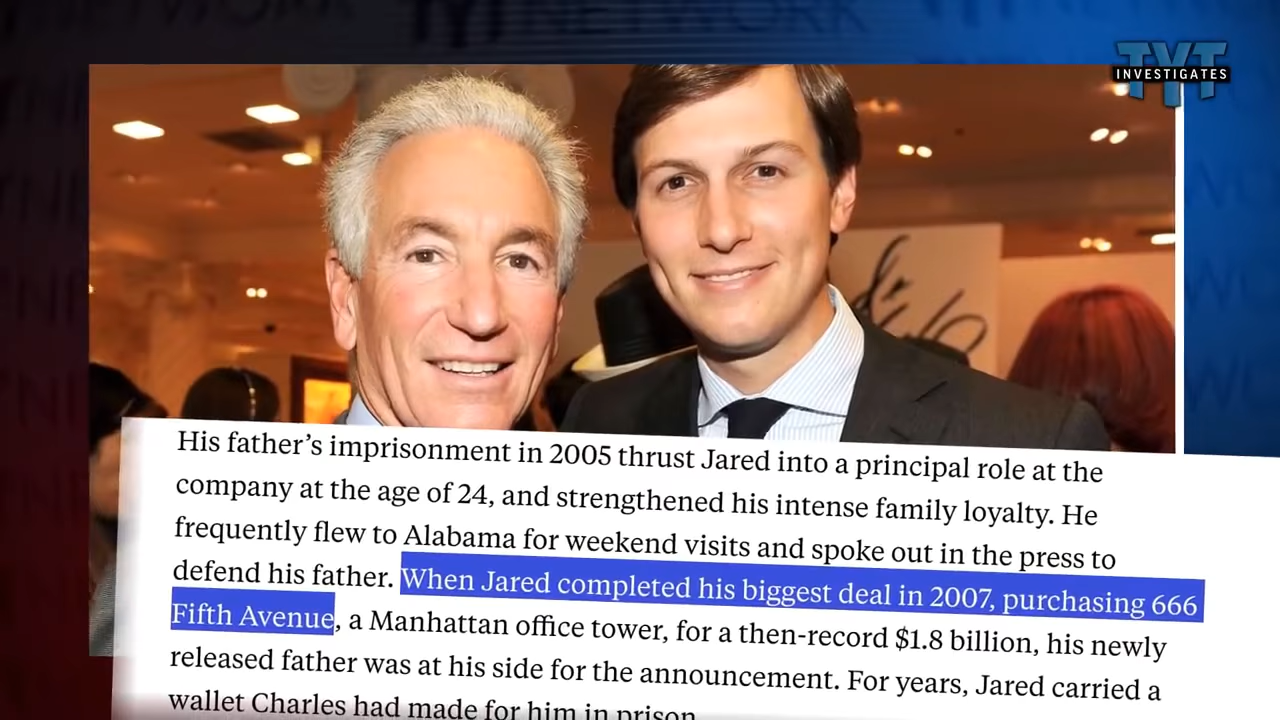 TYT
INVESTIGATES
His father’s imprisonment in 2005 thrust Jared into a principal role at the
company at the age of 24, and strengthened his intense family loyalty. He
frequently flew to Alabama for weekend visits and spoke out in the press to
defend his father. When Jared completed his biggest deal in 2007, purchasing 666
Fifth Avenue, a Manhattan office tower, for a then-record $1.8 billion, his newly
released father was at his side for the announcement. For years, Jared carried a
wallet Charles had made for him in prison